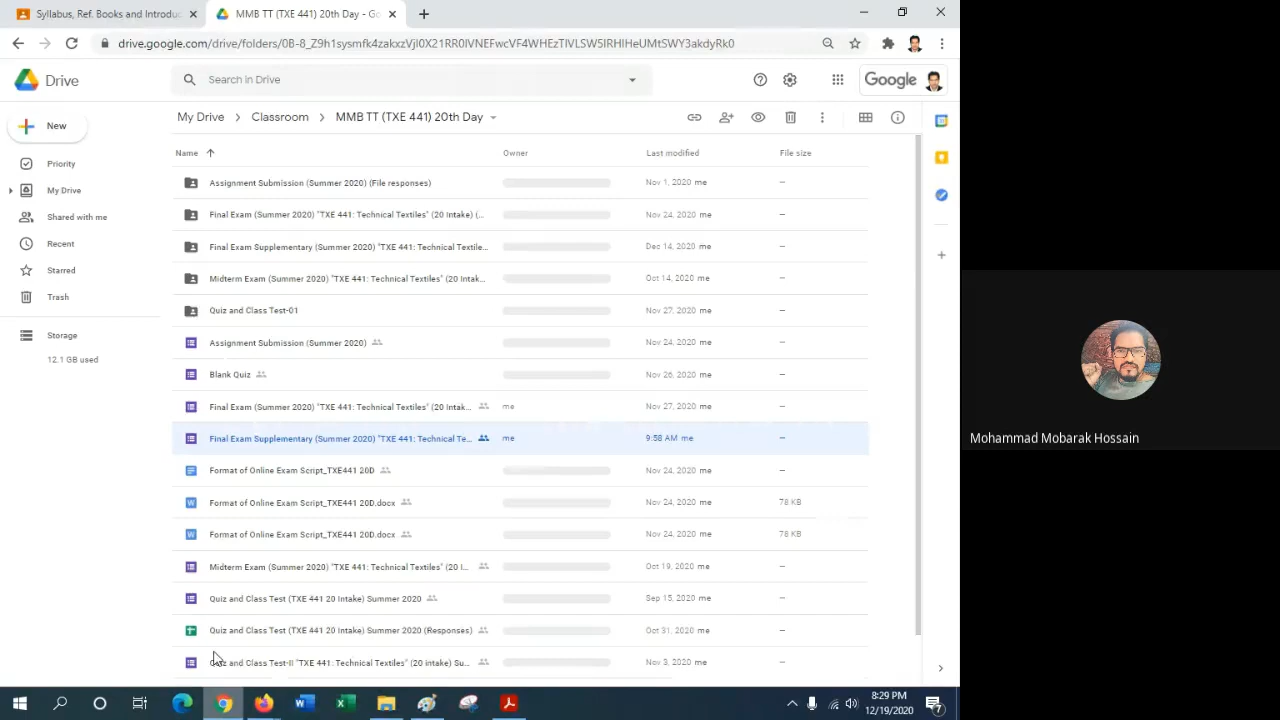 Syllabus, Ref. Books and Introduc
MMB TT (TXE 441) 20th Day - Go
drive.google.com/drive/folders/0B-8_Z9h1sysmfk4zakxzVjI0X21RR0lVNEFwcVF4WHEzTlVLSWSlRHlHeUMtSWY3akdyRk0
Drive
Search in Drive
Google
New
My Drive
Classroom
MMB TT (TXE 441) 20th Day
Priority
My Drive
Shared with me
Recent
Starred
Trash
Storage
12.1 GB used
Name Owner Last modified File size
Assignment Submission (Summer 2020) (File responses) Nov 1, 2020 me –
Final Exam (Summer 2020) "TXE 441: Technical Textiles" (20 Intake) (... Nov 24, 2020 me –
Final Exam Supplementary (Summer 2020) "TXE 441: Technical Textile... Dec 14, 2020 me –
Midterm Exam (Summer 2020) "TXE 441: Technical Textiles" (20 Intak... Oct 14, 2020 me –
Quiz and Class Test-01 Nov 27, 2020 me –
Assignment Submission (Summer 2020) Nov 24, 2020 me –
Blank Quiz Nov 26, 2020 me –
Final Exam (Summer 2020) "TXE 441: Technical Textiles" (20 Intak... me Nov 27, 2020 me –
Final Exam Supplementary (Summer 2020) "TXE 441: Technical Te... me 9:58 AM me –
Format of Online Exam Script_TXE441 20D Nov 24, 2020 me –
Format of Online Exam Script_TXE441 20D.docx Nov 24, 2020 me 78 KB
Format of Online Exam Script_TXE441 20D.docx Nov 24, 2020 me 78 KB
Midterm Exam (Summer 2020) "TXE 441: Technical Textiles" (20 I... Oct 19, 2020 me –
Quiz and Class Test (TXE 441 20 Intake) Summer 2020 Sep 15, 2020 me –
Quiz and Class Test (TXE 441 20 Intake) Summer 2020 (Responses) Oct 31, 2020 me –
Quiz and Class Test-II "TXE 441: Technical Textiles" (20 intake) Su... Nov 3, 2020 me –
Mohammad Mobarak Hossain
8:29 PM
12/19/2020
7